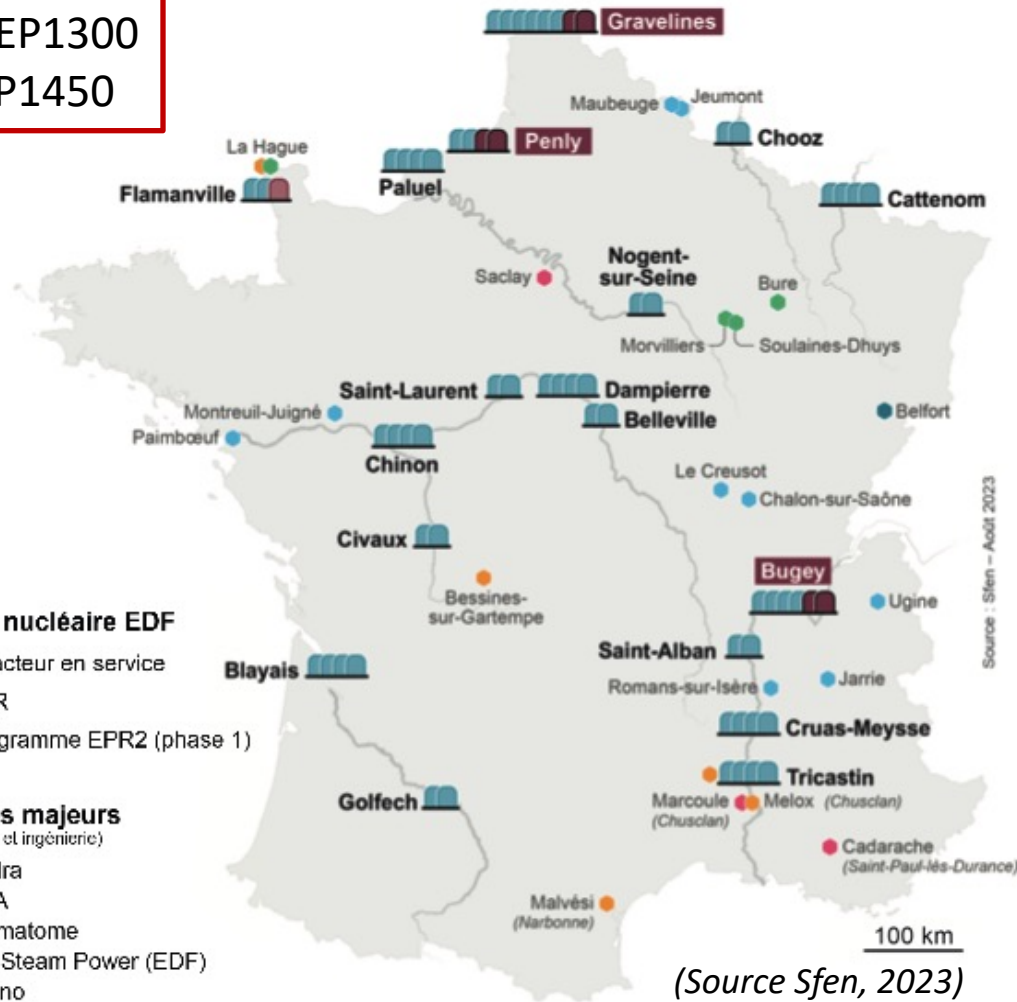 EP1300
P1450
Gravelines
Maubeuge
Jeumont
Chooz
La Hague
Penly
Paluel
Flamanville
Cattenom
Nogent-
sur-Seine
Saclay
Bure
Morvilliers
Soulaines-Dhuys
Saint-Laurent
Dampierre
Montreuil-Juigné
Belleville
Belfort
Paimbœuf
Chinon
Le Creusot
Chalon-sur-Saône
Source : Sfen – Août 2023
Civaux
Bugey
Bessines-
sur-Gartempe
Ugine
nucléaire EDF
Saint-Alban
acteur en service
Blayais
Romans-sur-Isère
Jarrie
R
gramme EPR2 (phase 1)
Cruas-Meysse
Tricastin
Golfech
Marcoule
(Chusclan)
Melox (Chusclan)
s majeurs
et ingénierie)
Cadarache
(Saint-Paul-lés-Durance)
dra
A
matome
Malvési
(Narbonne)
Steam Power (EDF)
no
100 km
(Source Sfen, 2023)